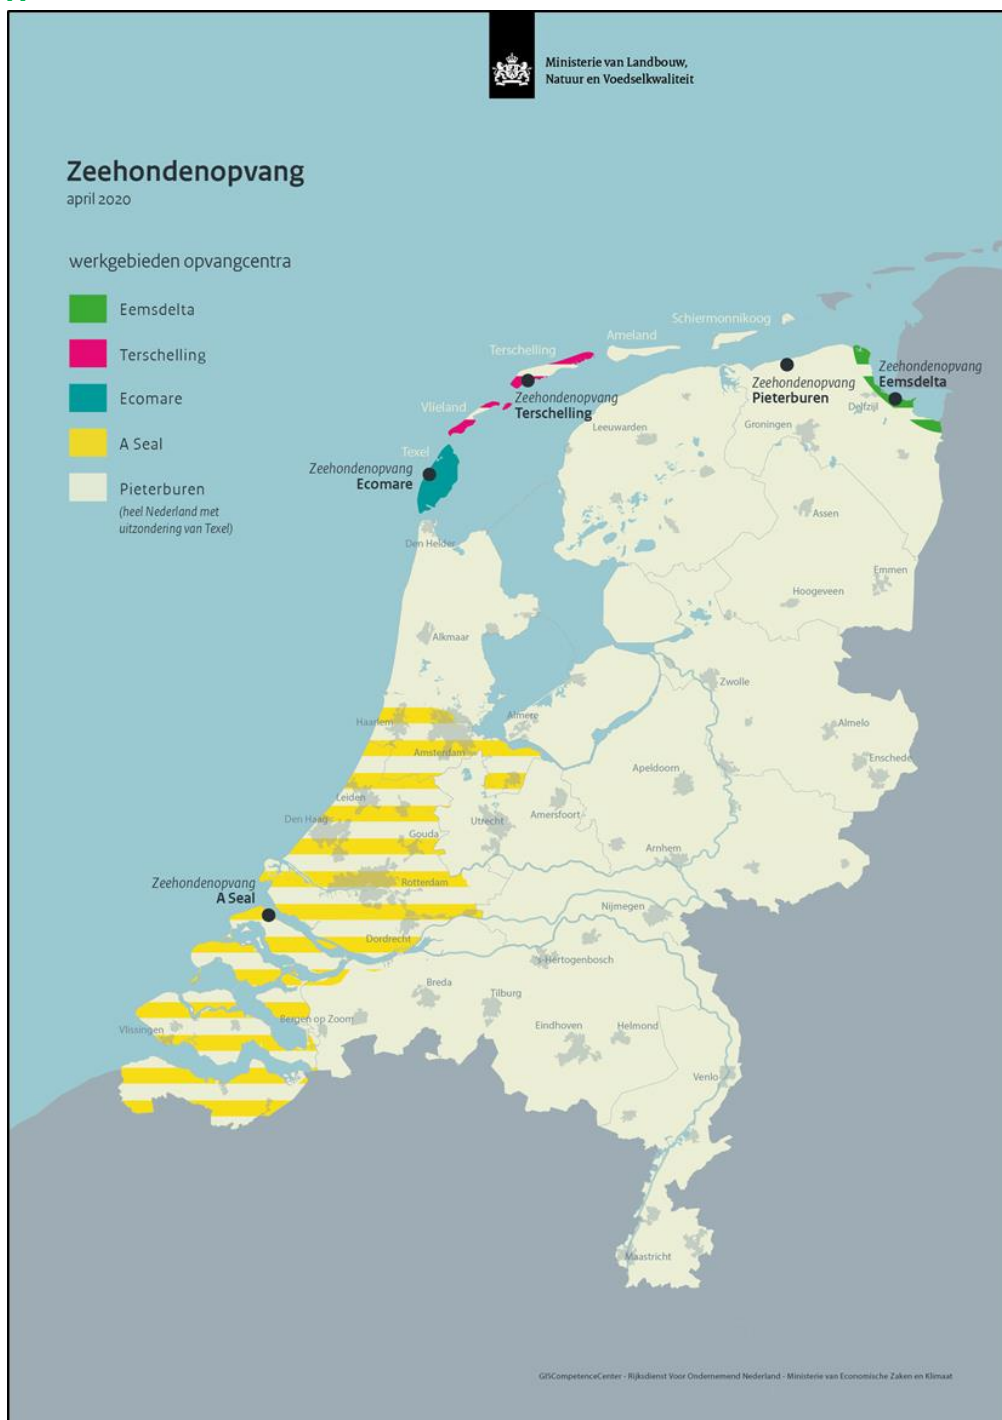 Ministerie van Landbouw,
Natuur en Voedselkwaliteit
Zeehondenopvang
april 2020
werkgebieden opvangcentra
Eemsdelta
Terschelling
Ecomare
A Seal
Pieterburen
(heel Nederland met
uitzondering van Texel)
Schiermonnikoog
Ameland
Terschelling
Zeehondenopvang
Eemsdelta
Zeehondenopvang
Pieterburen
Zeehondenopvang
Terschelling
Vlieland
Delfzijl
Leeuwarden
Groningen
Texel
Zeehondenopvang
Ecomare
Assen
Den Helder
Emmen
Hoogeveen
Alkmaar
Zwolle
Haarlem
Almere
Almelo
Amsterdam
Enschede
Apeldoorn
Leiden
Den Haag
Utrecht
Amersfoort
Gouda
Arnhem
Zeehondenopvang
A Seal
Rotterdam
Nijmegen
Dordrecht
's-Hertogenbosch
Breda
Tilburg
Bergen op Zoom
Vlissingen
Eindhoven
Helmond
Venlo
Maastricht
GISCompetenceCenter - Rijksdienst Voor Ondernemend Nederland - Ministerie van Economische Zaken en Klimaat